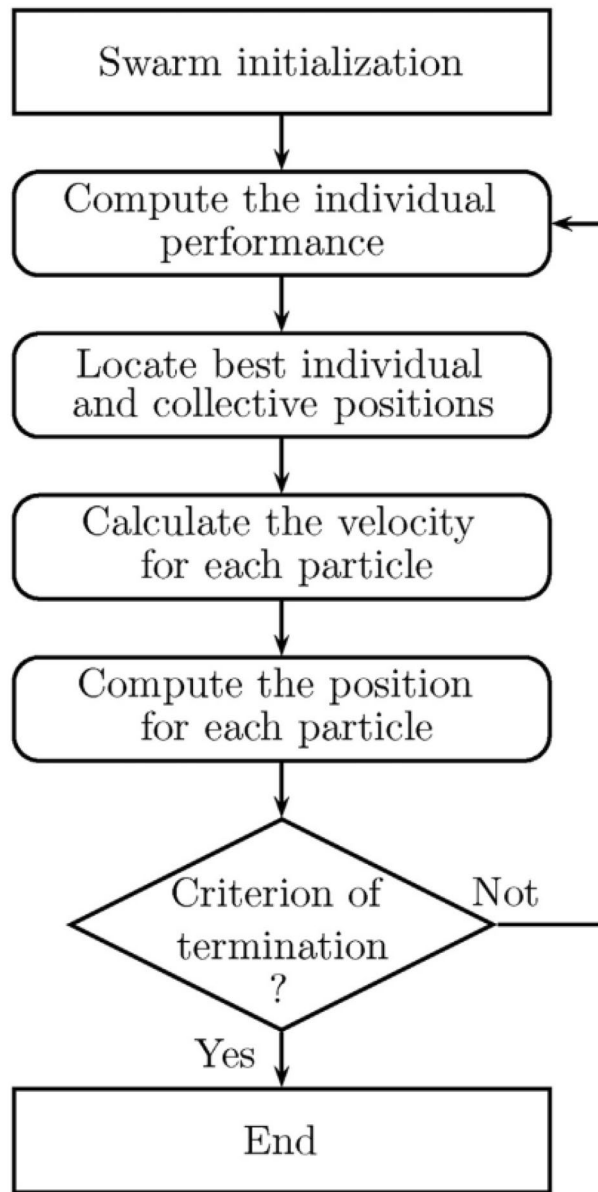 Swarm initialization
Compute the individual
performance
Locate best individual
and collective positions
Calculate the velocity
for each particle
Compute the position
for each particle
Criterion of
termination
?
Not
Yes
End